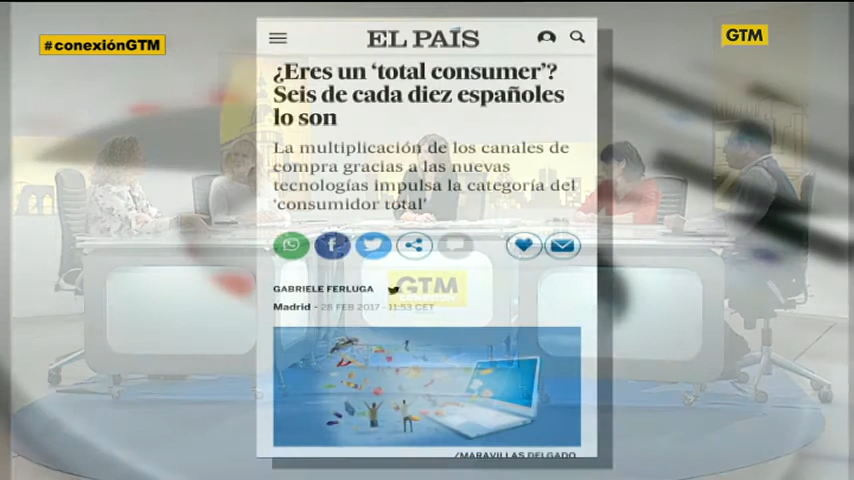 #conexiónGTM
GTM
EL PAÍS
¿Eres un ‘total consumer’?
Seis de cada diez españoles
lo son
La multiplicación de los canales de
compra gracias a las nuevas
tecnologías impulsa la categoría del
‘consumidor total’
GABRIELE FERLUGA
GTM
Madrid - 28 FEB 2017 - 11:53 CET
/MARAVILLAS DELGADO